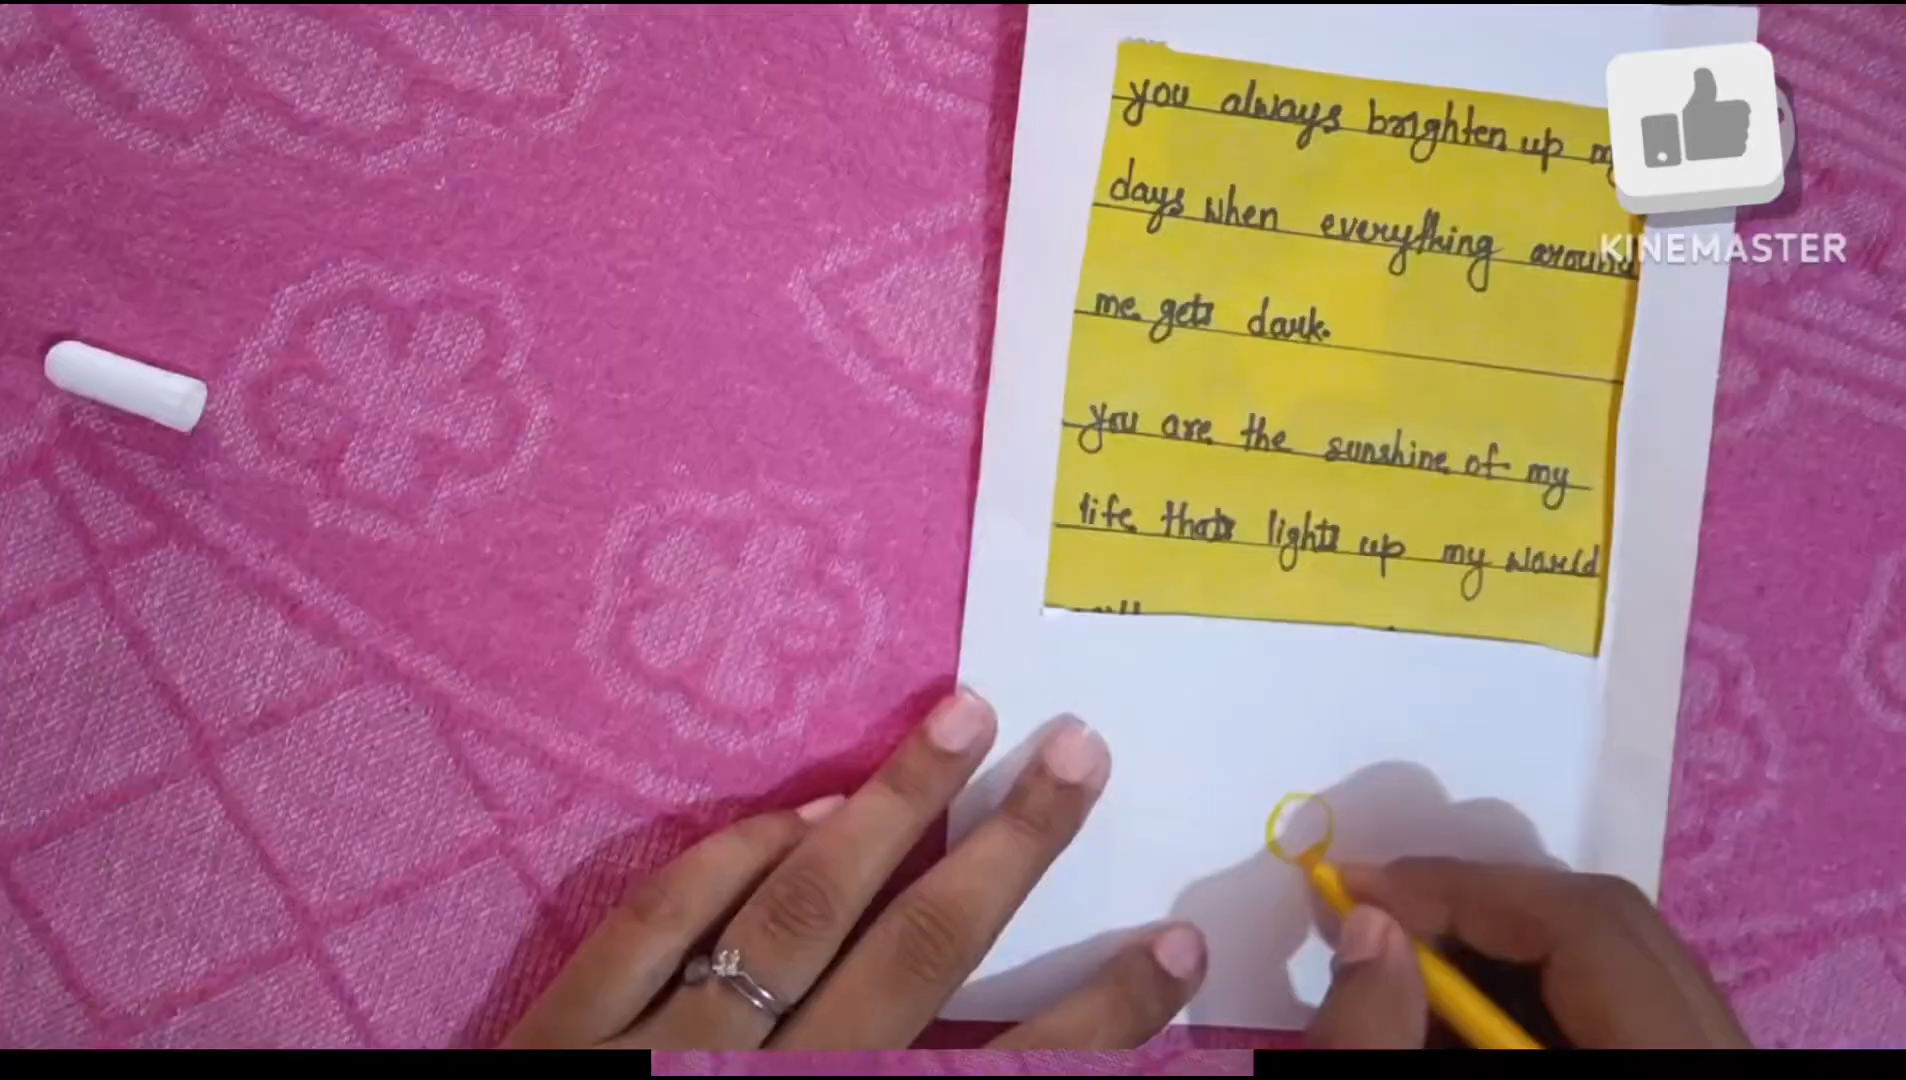 you always brighten up my
days when everything around
me gets dark.
you are the sunshine of my
life thats lights up my world
KINEMASTER